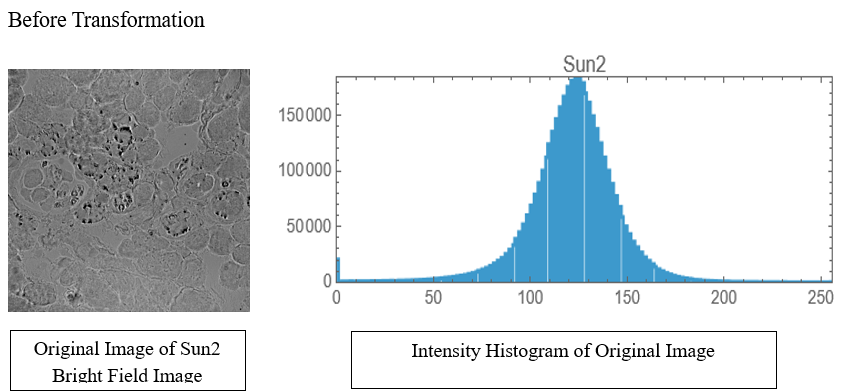 Before Transformation
Sun2
150000
100000
50000
0
0 50 100 150 200 250
Original Image of Sun2
Bright Field Image
Intensity Histogram of Original Image